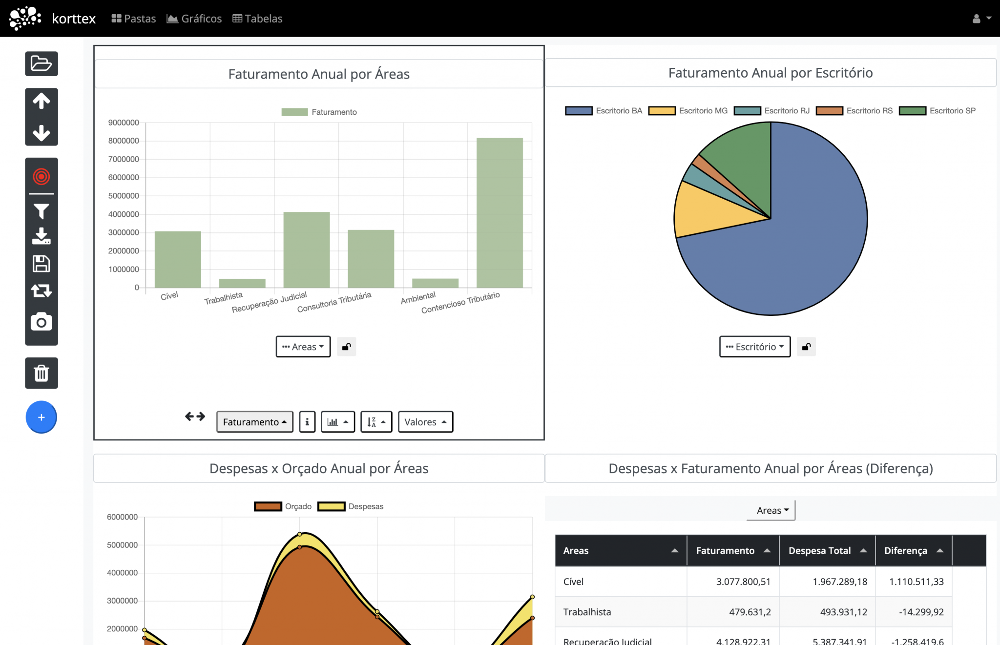 korttex Pastas Gráficos Tabelas
Faturamento Anual por Áreas
Faturamento
9000000
8000000
7000000
6000000
5000000
4000000
3000000
2000000
1000000
0
Cível
Trabalhista
Recuperação Judicial
Consultoria Tributária
Ambiental
Contencioso Tributário
Areas
Faturamento i Valores
Faturamento Anual por Escritório
Escritorio BA Escritorio MG Escritorio RJ Escritorio RS Escritorio SP
Escritório
Despesas x Orçado Anual por Áreas
Orçado Despesas
6000000
5000000
4000000
3000000
2000000
Despesas x Faturamento Anual por Áreas (Diferença)
Areas
Areas Faturamento Despesa Total Diferença
Cível 3.077.800,51 1.967.289,18 1.110.511,33
Trabalhista 479.631,2 493.931,12 -14.299,92
Recuperação Judicial 4.128.922,31 5.387.341,91 -1.258.419,6